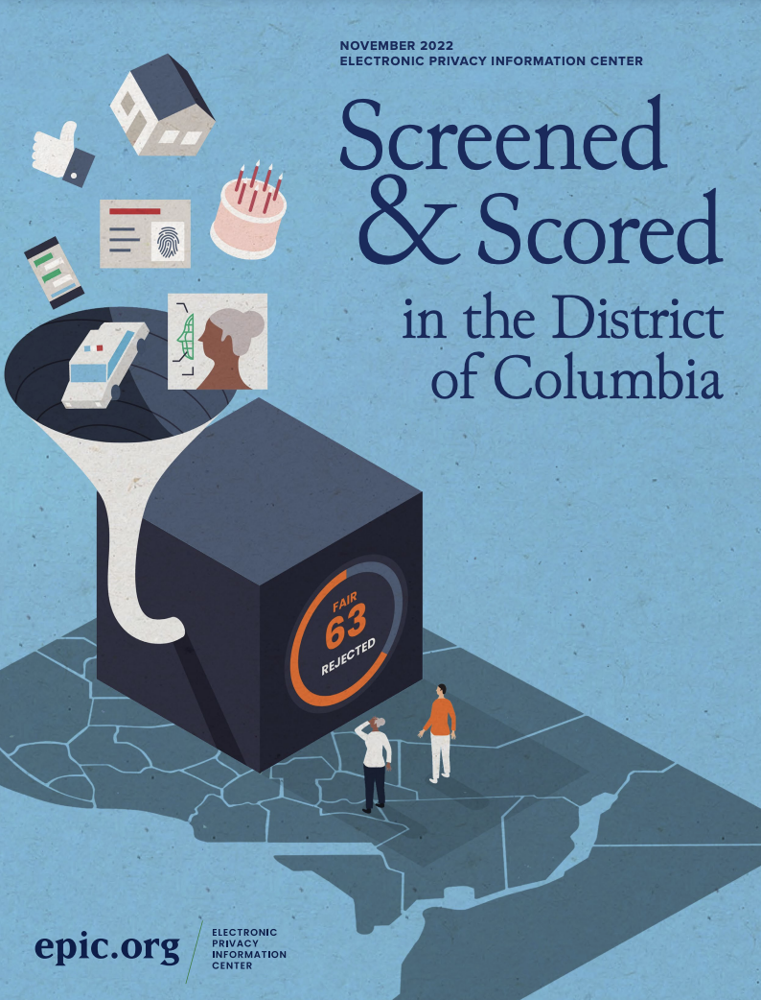 NOVEMBER 2022
ELECTRONIC PRIVACY INFORMATION CENTER
Screened
& Scored
in the District
of Columbia
FAIR
63
REJECTED
epic.org
ELECTRONIC
PRIVACY
INFORMATION
CENTER